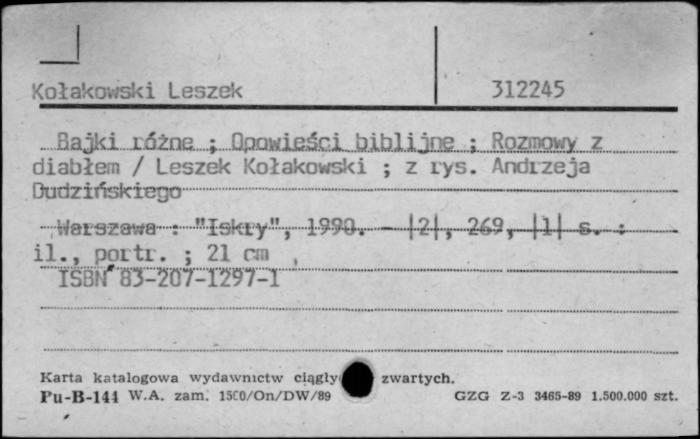 Kołakowski Leszek 312245
Bajki różne ; Opowieści biblijne ; Rozmowy z
diabłem / Leszek Kołakowski ; z rys. Andrzeja
Dudzińskiego
Warszawa : "Iskry", 1990. - |2|, 269, |1| s. :
il., portr. ; 21 cm
ISBN 83-207-1297-1
Karta katalogowa wydawnictw ciągły zwartych.
Pu-B-144 W.A. zam. 1500/On/DW/89 GZG Z-3 3465-89 1.500.000 szt.